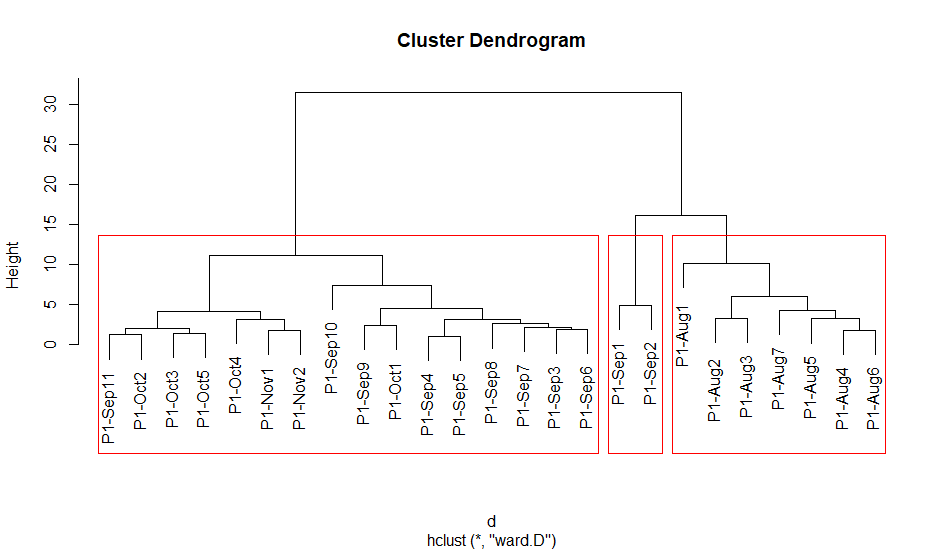 Cluster Dendrogram
Height
30
25
20
15
10
5
0
P1-Sep11
P1-Oct2
P1-Oct3
P1-Oct5
P1-Oct4
P1-Nov1
P1-Nov2
P1-Sep10
P1-Sep9
P1-Oct1
P1-Sep4
P1-Sep5
P1-Sep8
P1-Sep7
P1-Sep3
P1-Sep6
P1-Sep1
P1-Sep2
P1-Aug1
P1-Aug2
P1-Aug3
P1-Aug7
P1-Aug5
P1-Aug4
P1-Aug6
d
hclust (*, "ward.D")